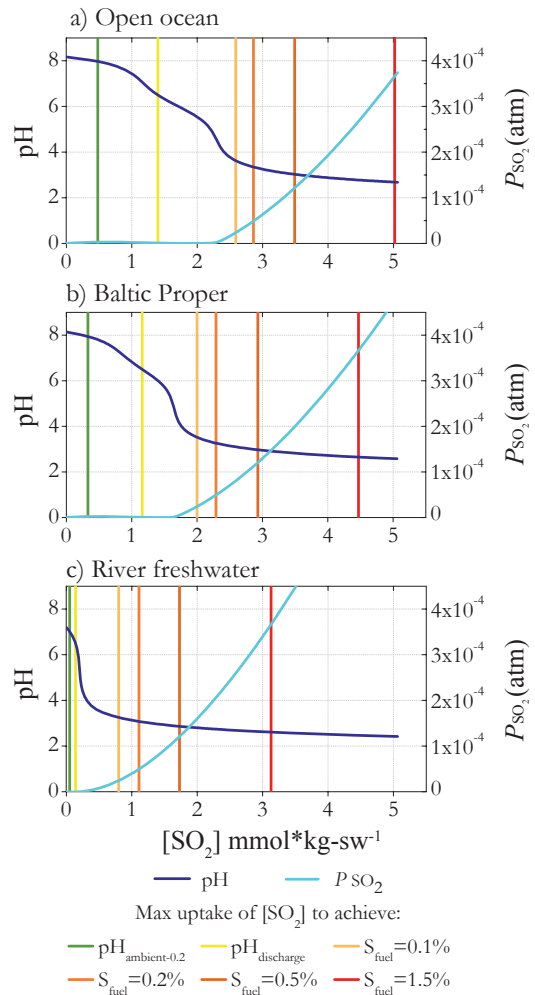 a) Open ocean
8
6
4
2
0
pH
4x10-4
3x10-4
2x10-4
1x10-4
0
PSO2(atm)
0 1 2 3 4 5
b) Baltic Proper
8
6
4
2
0
pH
4x10-4
3x10-4
2x10-4
1x10-4
0
PSO2(atm)
0 1 2 3 4 5
c) River freshwater
8
6
4
2
0
pH
4x10-4
3x10-4
2x10-4
1x10-4
0
PSO2(atm)
0 1 2 3 4 5
[SO2] mmol*kg-sw-1
pH P SO2
Max uptake of [SO2] to achieve:
pHambient-0.2 pHdischarge Sfuel=0.1%
Sfuel=0.2% Sfuel=0.5% Sfuel=1.5%